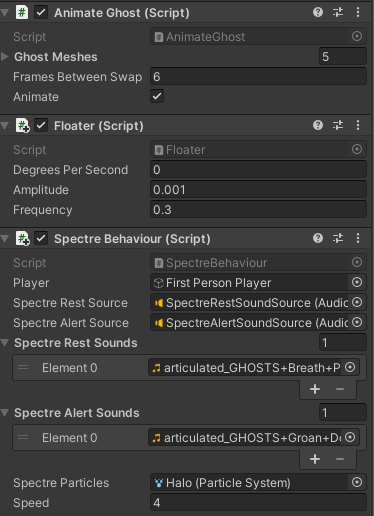 Animate Ghost (Script)
Script AnimateGhost
Ghost Meshes 5
Frames Between Swap 6
Animate
Floater (Script)
Script Floater
Degrees Per Second 0
Amplitude 0.001
Frequency 0.3
Spectre Behaviour (Script)
Script SpectreBehaviour
Player First Person Player
Spectre Rest Source SpectreRestSoundSource (Audic
Spectre Alert Source SpectreAlertSoundSource (Audic
Spectre Rest Sounds 1
Element 0 articulated_GHOSTS+Breath+P
+ −
Spectre Alert Sounds 1
Element 0 articulated_GHOSTS+Groan+Do
+ −
Spectre Particles Halo (Particle System)
Speed 4